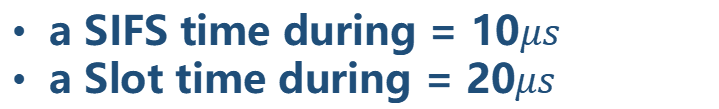 • a SIFS time during = 10μs
• a Slot time during = 20μs